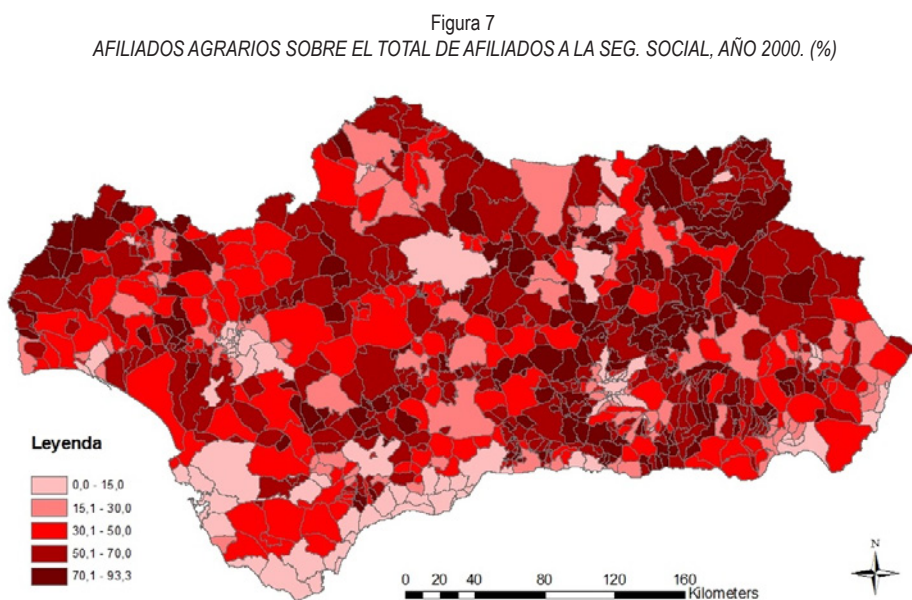 Figura 7
AFILIADOS AGRARIOS SOBRE EL TOTAL DE AFILIADOS A LA SEG. SOCIAL, AÑO 2000. (%)
Leyenda
0,0 - 15,0
15,1 - 30,0
30,1 - 50,0
50,1 - 70,0
70,1 - 93,3
N
0 20 40 80 120 160
Kilometers